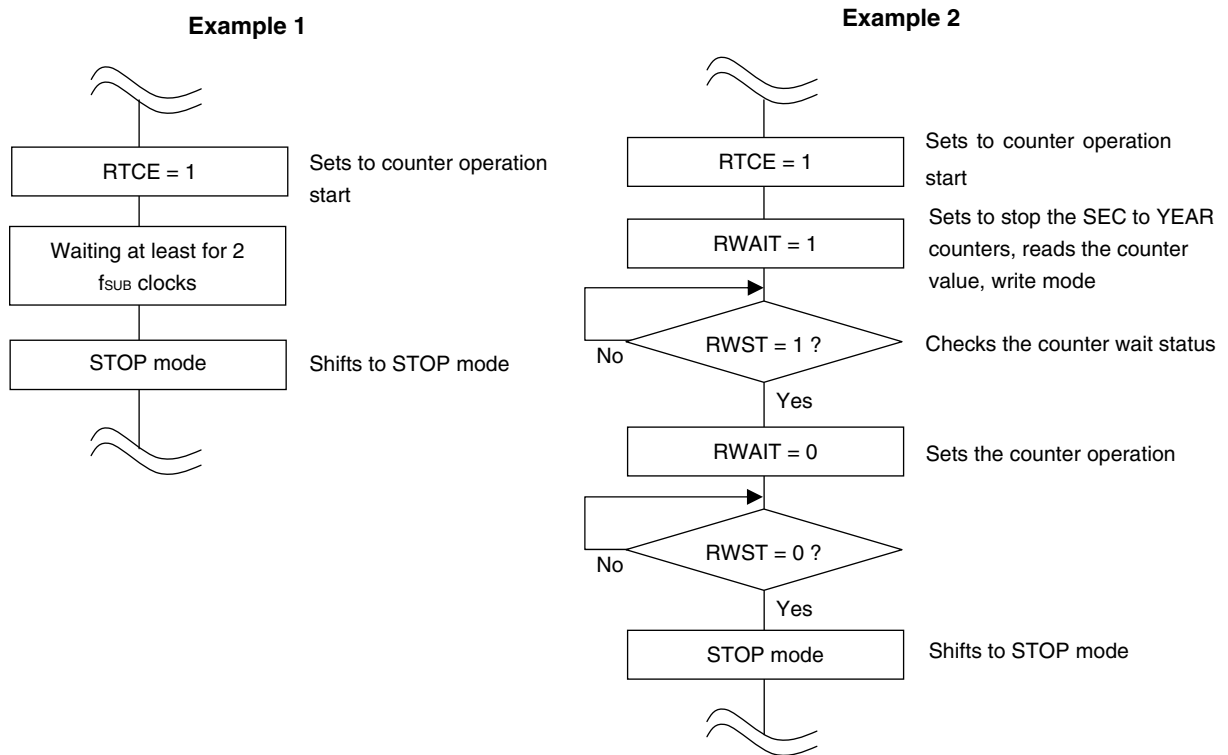 Example 1
RTCE = 1
Sets to counter operation
start
Waiting at least for 2
fSUB clocks
STOP mode
Shifts to STOP mode
Example 2
RTCE = 1
Sets to counter operation
start
RWAIT = 1
Sets to stop the SEC to YEAR
counters, reads the counter
value, write mode
RWST = 1 ?
No
Checks the counter wait status
Yes
RWAIT = 0
Sets the counter operation
RWST = 0 ?
No
Yes
STOP mode
Shifts to STOP mode